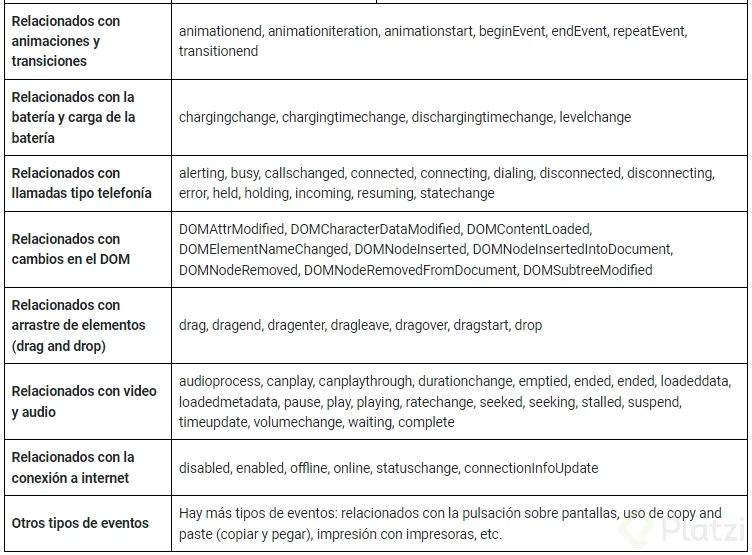 Relacionados con
animaciones y
transiciones
animationend, animationiteration, animationstart, beginEvent, endEvent, repeatEvent,
transitionend
Relacionados con la
batería y carga de la
batería
chargingchange, chargingtimechange, dischargingtimechange, levelchange
Relacionados con
llamadas tipo telefonía
alerting, busy, callschanged, connected, connecting, dialing, disconnected, disconnecting,
error, held, holding, incoming, resuming, statechange
Relacionados con
cambios en el DOM
DOMAttrModified, DOMCharacterDataModified, DOMContentLoaded,
DOMElementNameChanged, DOMNodeInserted, DOMNodeInsertedIntoDocument,
DOMNodeRemoved, DOMNodeRemovedFromDocument, DOMSubtreeModified
Relacionados con
arrastre de elementos
(drag and drop)
drag, dragend, dragenter, dragleave, dragover, dragstart, drop
Relacionados con video
y audio
audioprocess, canplay, canplaythrough, durationchange, emptied, ended, ended, loadeddata,
loadedmetadata, pause, play, playing, ratechange, seeked, seeking, stalled, suspend,
timeupdate, volumechange, waiting, complete
Relacionados con la
conexión a internet
disabled, enabled, offline, online, statuschange, connectionInfoUpdate
Otros tipos de eventos
Hay más tipos de eventos: relacionados con la pulsación sobre pantallas, uso de copy and
paste (copiar y pegar), impresión con impresoras, etc.
Platzi